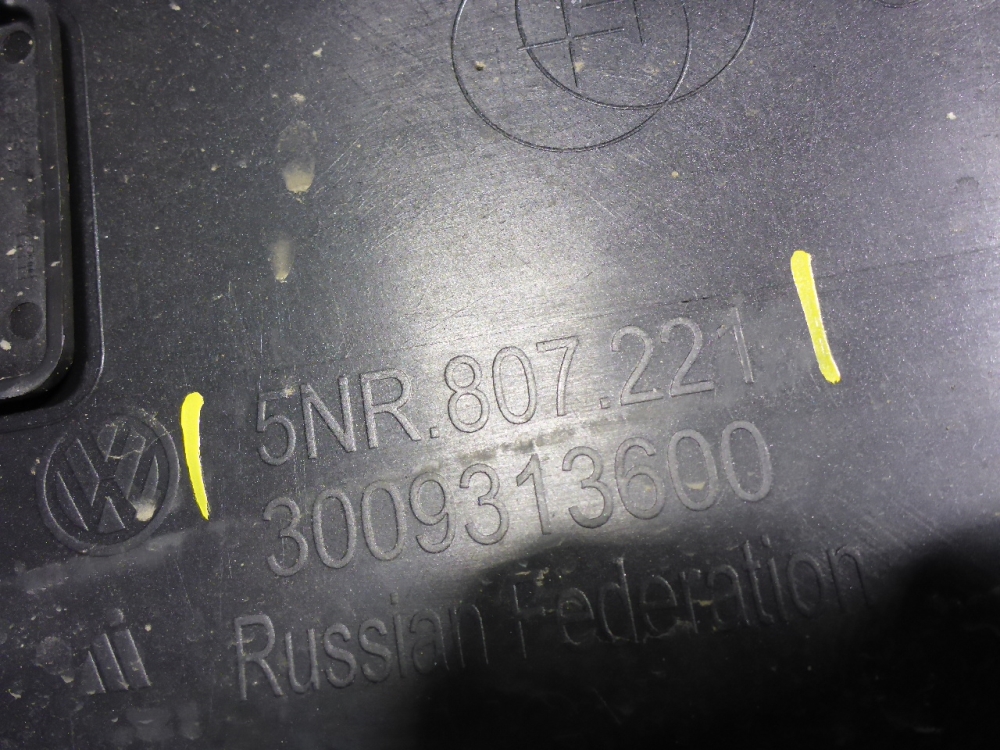 5NR.807.221
3009313600
Russian Federation